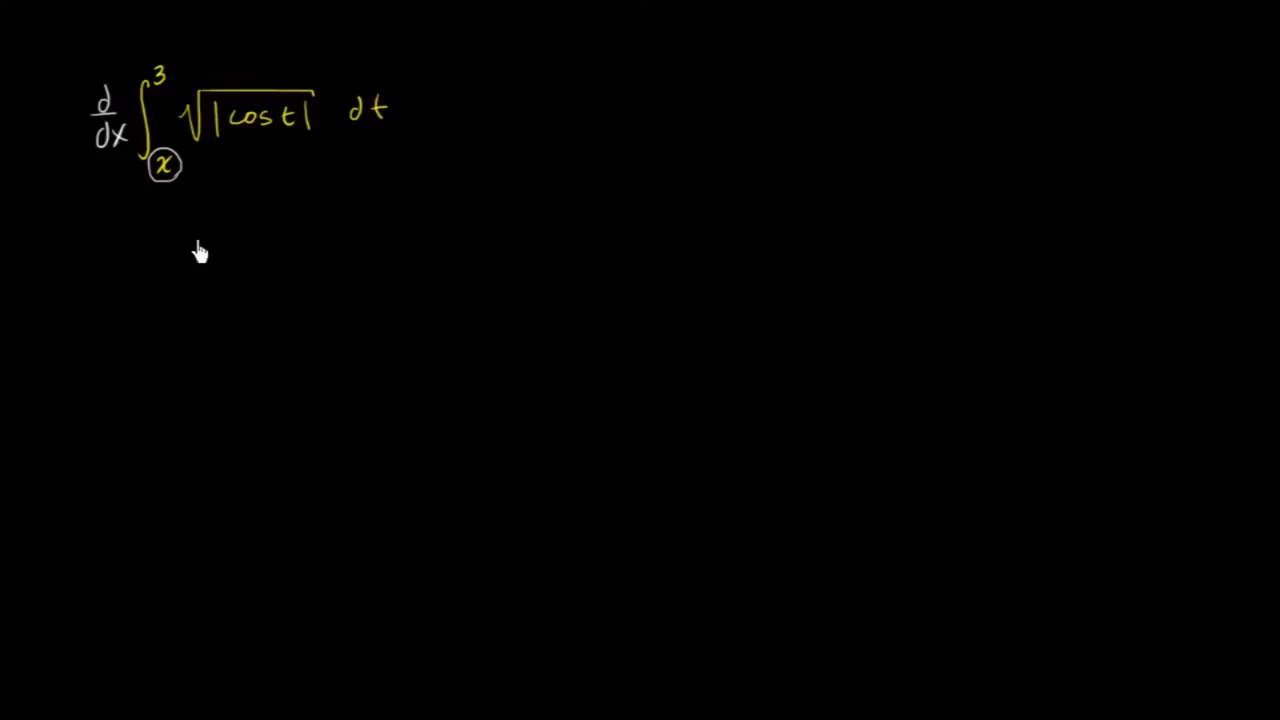 d/dx ∫_x^3 √|cos t| dt